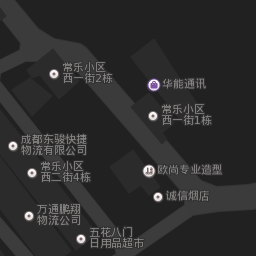 常乐小区
西一街2栋
华能通讯
常乐小区
西一街1栋
成都东骏快捷
物流有限公司
常乐小区
西二街4栋
欧尚专业造型
诚信烟店
万通鹏翔
物流公司
五花八门
日用品超市